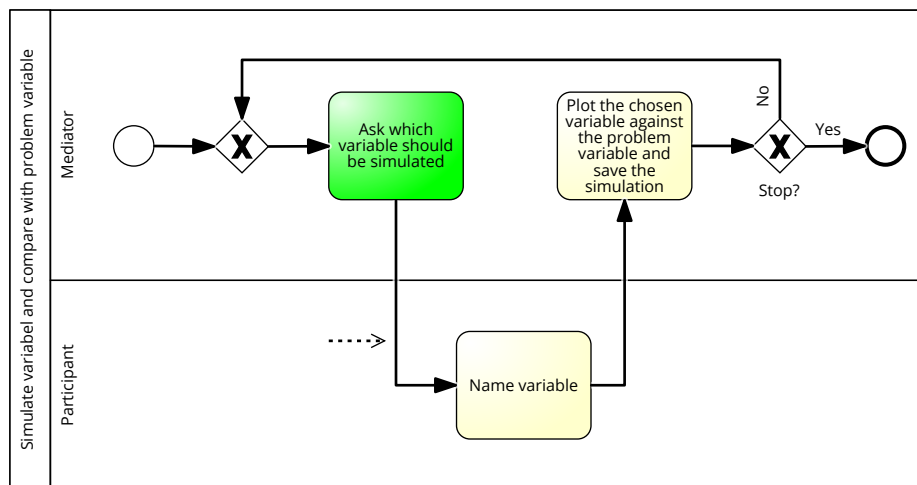 Simulate variabel and compare with problem variable
Mediator
Participant
Ask which
variable should
be simulated
Plot the chosen
variable against
the problem
variable and
save the
simulation
No
Yes
Stop?
Name variable